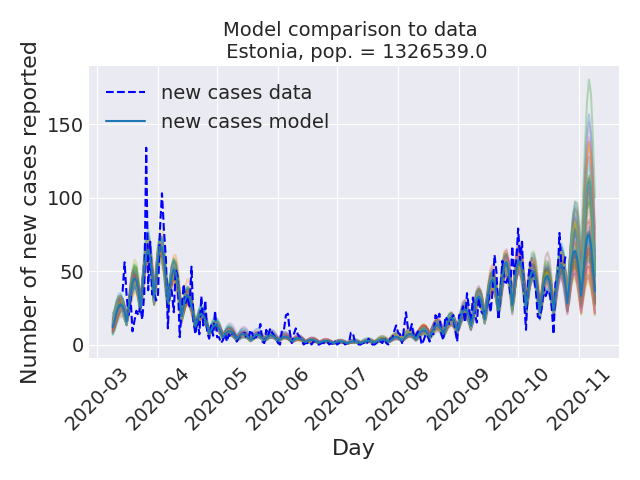 Model comparison to data
Estonia, pop. = 1326539.0
Number of new cases reported
new cases data
new cases model
150
100
50
0
2020-03
2020-04
2020-05
2020-06
2020-07
2020-08
2020-09
2020-10
2020-11
Day